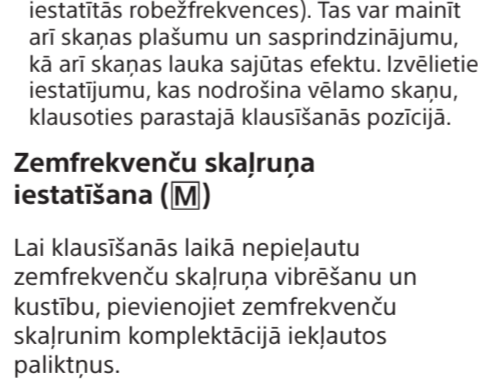 iestatītās robežfrekvences). Tas var mainīt
arī skaņas plašumu un sasprindzinājumu,
kā arī skaņas lauka sajūtas efektu. Izvēlietie
iestatījumu, kas nodrošina vēlamo skaņu,
klausoties parastajā klausīšanās pozīcijā.
Zemfrekvenču skaļruņa
iestatīšana (M)
Lai klausīšanās laikā nepieļautu
zemfrekvenču skaļruņa vibrēšanu un
kustību, pievienojiet zemfrekvenču
skaļrunim komplektācijā iekļautos
paliktņus.